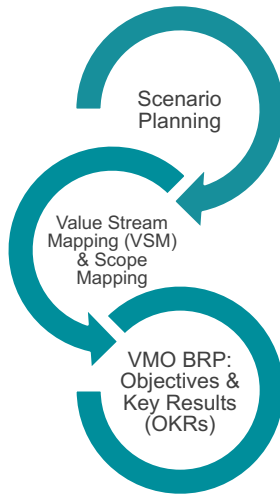 Scenario
Planning
Value Stream
Mapping (VSM)
& Scope
Mapping
VMO BRP:
Objectives &
Key Results
(OKRs)